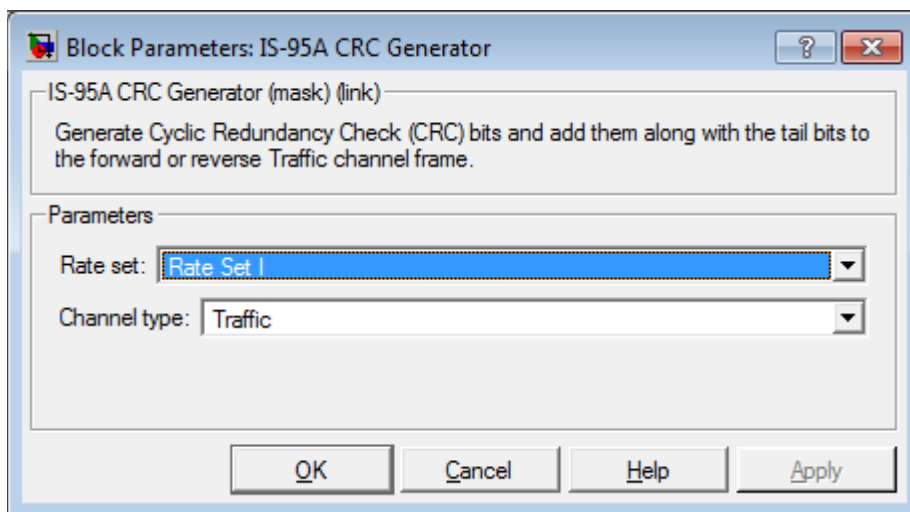 Block Parameters: IS-95A CRC Generator
IS-95A CRC Generator (mask) (link)
Generate Cyclic Redundancy Check (CRC) bits and add them along with the tail bits to
the forward or reverse Traffic channel frame.
Parameters
Rate set: Rate Set I
Channel type: Traffic
OK Cancel Help Apply